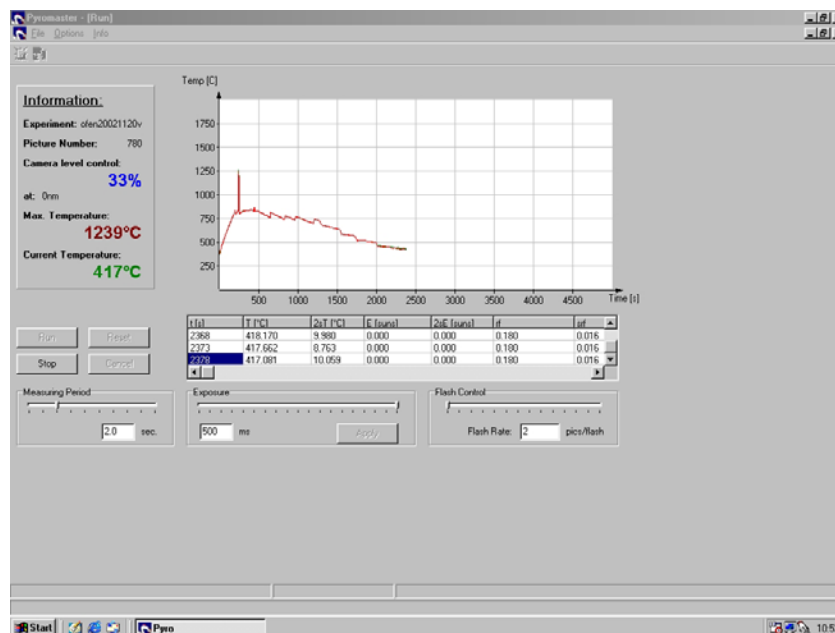 Pyromaster - [Run]
File Options Info
Temp [C]
Information:
Experiment: ofen20021120v
Picture Number: 780
Camera level control:
33%
at: 0nm
Max. Temperature:
1239°C
Current Temperature:
417°C
1750
1500
1250
1000
750
500
250
500 1000 1500 2000 2500 3000 3500 4000 4500 Time [s]
t [s] T [°C] 2sT [°C] E [suns] 2sE [suns] rf srf
2368 418.170 9.980 0.000 0.000 0.180 0.016
2373 417.662 8.763 0.000 0.000 0.180 0.016
2378 417.081 10.059 0.000 0.000 0.180 0.016
Run Reset
Stop Cancel
Measuring Period
2.0 sec.
Exposure
500 ms Apply
Flash Control
Flash Rate: 2 pics/flash
Start Pyro 10:5